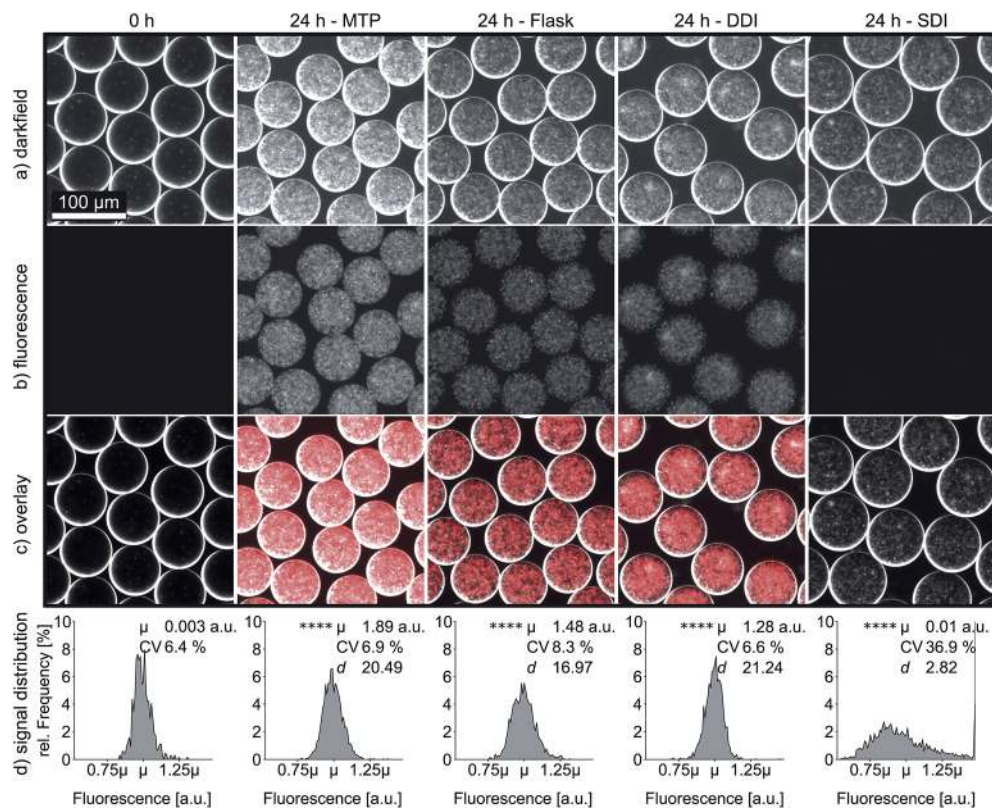 0 h 24 h - MTP 24 h - Flask 24 h - DDI 24 h - SDI
a) darkfield
100 µm
b) fluorescence
c) overlay
d) signal distribution
rel. Frequency [%]
10 10 10 10 10
8 8 8 8 8
6 6 6 6 6
4 4 4 4 4
2 2 2 2 2
0 0 0 0 0
µ 0.003 a.u.
CV 6.4 %
**** µ 1.89 a.u.
CV 6.9 %
d 20.49
**** µ 1.48 a.u.
CV 8.3 %
d 16.97
**** µ 1.28 a.u.
CV 6.6 %
d 21.24
**** µ 0.01 a.u.
CV 36.9 %
d 2.82
0.75µ µ 1.25µ 0.75µ µ 1.25µ 0.75µ µ 1.25µ 0.75µ µ 1.25µ 0.75µ µ 1.25µ
Fluorescence [a.u.] Fluorescence [a.u.] Fluorescence [a.u.] Fluorescence [a.u.] Fluorescence [a.u.]